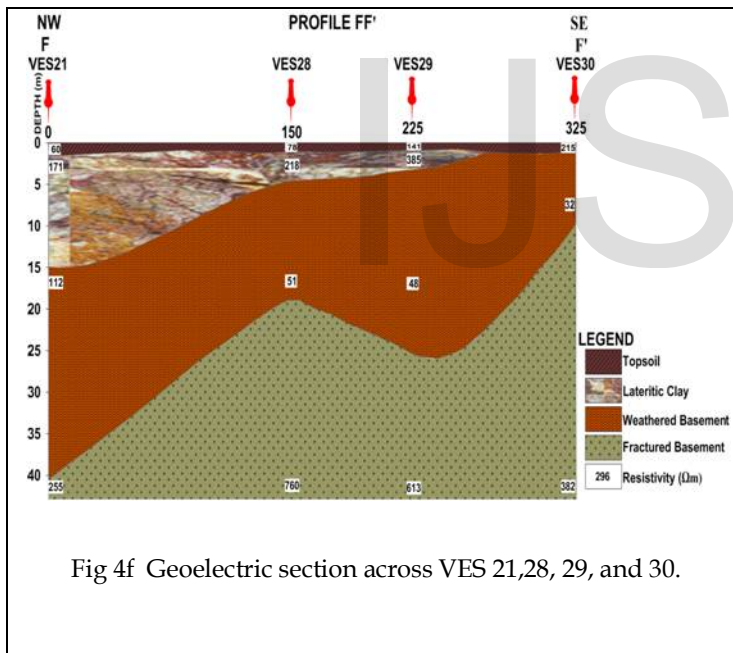 NW PROFILE FF' SE
F F'
VES21 VES28 VES29 VES30
DEPTH (m)
0 150 225 325
0
60 78 141 215
171 218 385
5
10
32
15
112 51 48
20
25
30
35
40
255 760 613 382
IJS
LEGEND
Topsoil
Lateritic Clay
Weathered Basement
Fractured Basement
296 Resistivity (Ωm)
Fig 4f Geoelectric section across VES 21,28, 29, and 30.